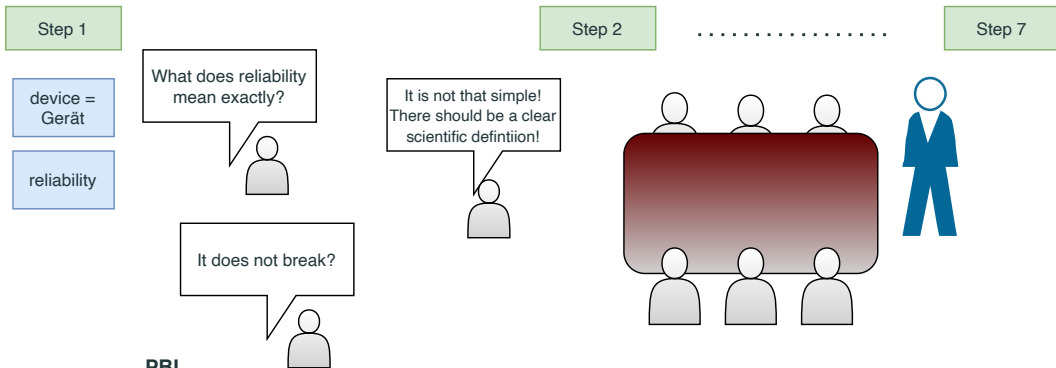 Step 1
Step 2
....................
Step 7
device =
Gerät
reliability
What does reliability
mean exactly?
It is not that simple!
There should be a clear
scientific defintiion!
It does not break?
PBL